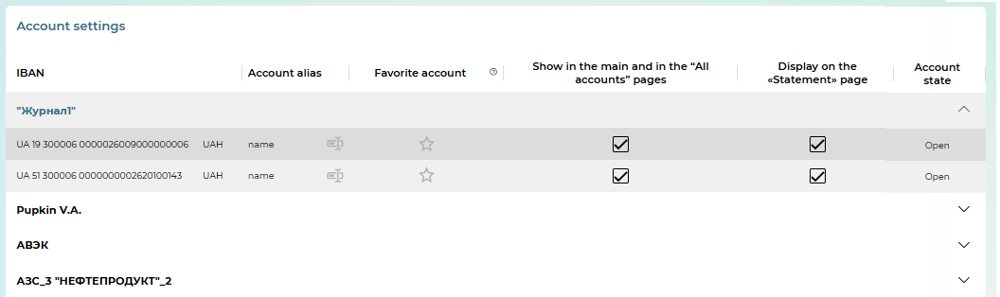 Account settings
IBAN Account alias Favorite account ? Show in the main and in the “All accounts” pages Display on the «Statement» page Account state
"Журнал1"
UA 19 300006 0000026009000000006 UAH name Open
UA 51 300006 0000000002620100143 UAH name Open
Pupkin V.A.
АВЭК
АЗС_3 "НЕФТЕПРОДУКТ"_2